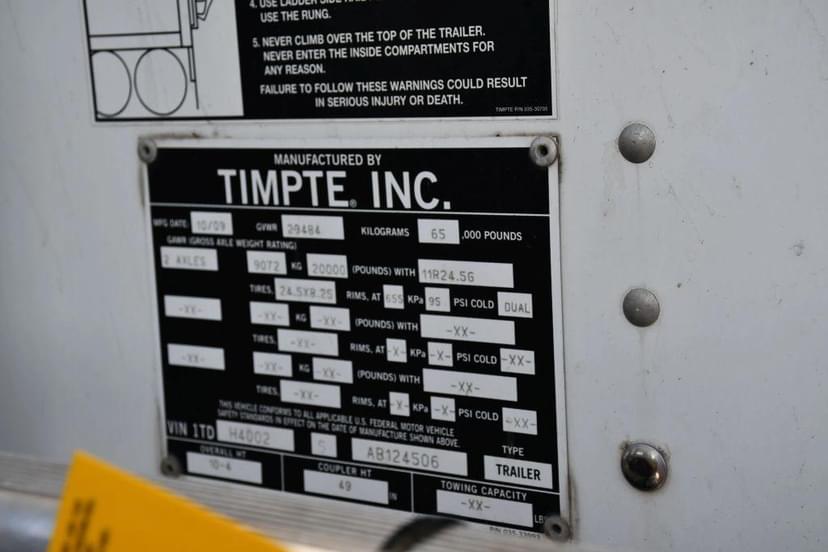 4. USE LADDER SIDE
USE THE RUNG.
5. NEVER CLIMB OVER THE TOP OF THE TRAILER.
NEVER ENTER THE INSIDE COMPARTMENTS FOR
ANY REASON.
FAILURE TO FOLLOW THESE WARNINGS COULD RESULT
IN SERIOUS INJURY OR DEATH.
TIMPTE P/N 035-30731
MANUFACTURED BY
TIMPTE® INC.
MFG DATE: 10/09 GVWR 29484 KILOGRAMS 65 ,000 POUNDS
GAWR (GROSS AXLE WEIGHT RATING)
2 AXLES 9072 KG 20000 (POUNDS) WITH 11R24.5G
TIRES, 24.5X8.25 RIMS, AT 655 KPa 95 PSI COLD DUAL
-XX- -XX- KG -XX- (POUNDS) WITH -XX-
TIRES, -XX- RIMS, AT -X- KPa -X- PSI COLD -XX-
-XX- -XX- KG -XX- (POUNDS) WITH -XX-
TIRES, -XX- RIMS, AT -X- KPa -X- PSI COLD -XX-
THIS VEHICLE CONFORMS TO ALL APPLICABLE U.S. FEDERAL MOTOR VEHICLE
SAFETY STANDARDS IN EFFECT ON THE DATE OF MANUFACTURE SHOWN ABOVE.
VIN 1TD H4002 S AB124506 TYPE
TRAILER
OVERALL HT
10-4
COUPLER HT
49 IN
TOWING CAPACITY
-XX- LB